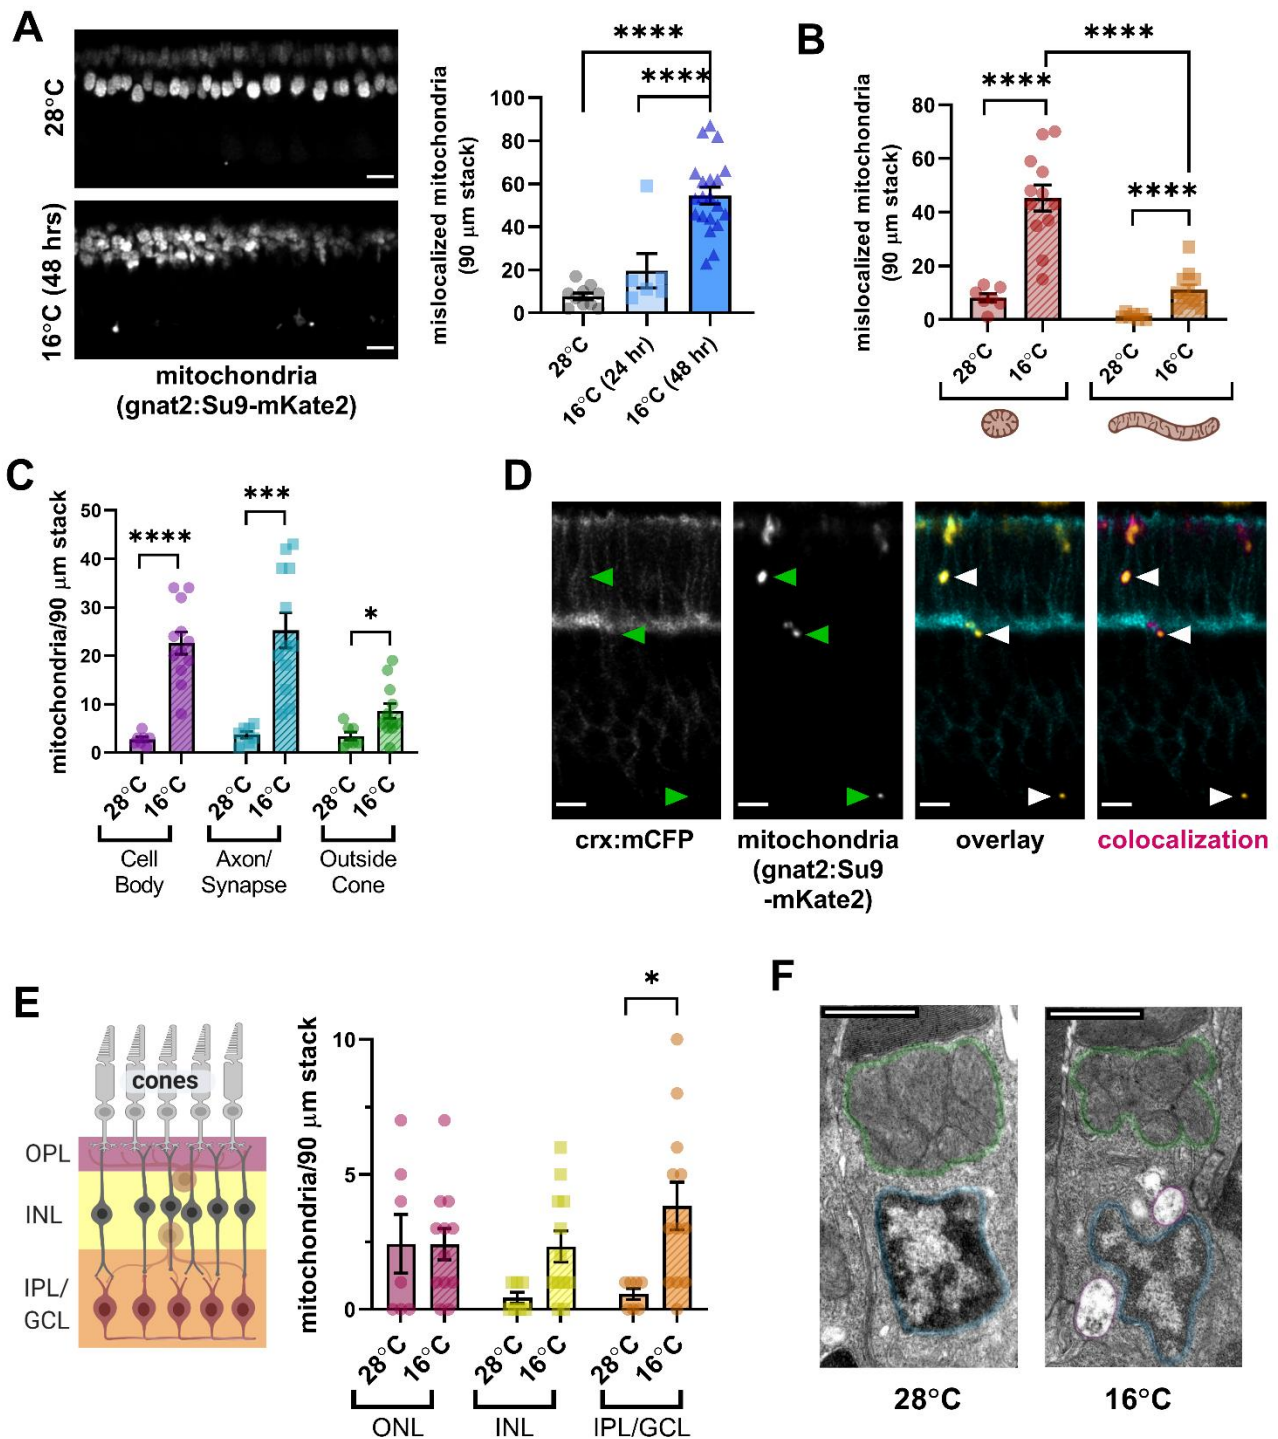 A
28°C
16°C (48 hrs)
mitochondria
(gnat2:Su9-mKate2)
mislocalized mitochondria
(90 μm stack)
100
80
60
40
20
0
****
****
28°C
16°C (24 hr)
16°C (48 hr)
B
mislocalized mitochondria
(90 μm stack)
80
60
40
20
0
****
****
****
28°C
16°C
28°C
16°C
C
mitochondria/90 μm stack
50
40
30
20
10
0
****
***
*
28°C
16°C
28°C
16°C
28°C
16°C
Cell
Body
Axon/
Synapse
Outside
Cone
D
crx:mCFP
mitochondria
(gnat2:Su9
-mKate2)
overlay
colocalization
E
cones
OPL
INL
IPL/
GCL
mitochondria/90 μm stack
10
5
0
*
28°C
16°C
28°C
16°C
28°C
16°C
ONL
INL
IPL/GCL
F
28°C
16°C